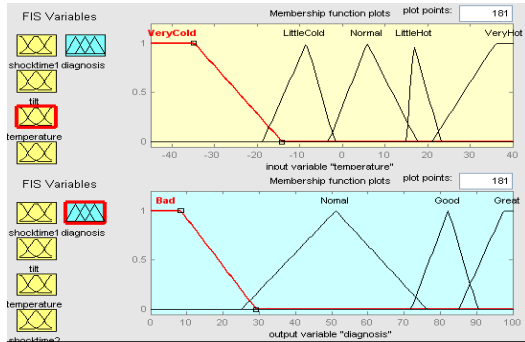 FIS Variables
Membership function plots plot points: 181
shocktime1 diagnosis
tilt
temperature
VeryCold LittleCold Normal LittleHot VeryHot
1
0.5
0
-40 -30 -20 -10 0 10 20 30 40
input variable "temperature"
FIS Variables
Membership function plots plot points: 181
shocktime1 diagnosis
tilt
temperature
shocktime2
Bad Nomal Good Great
1
0.5
0
0 10 20 30 40 50 60 70 80 90 100
output variable "diagnosis"